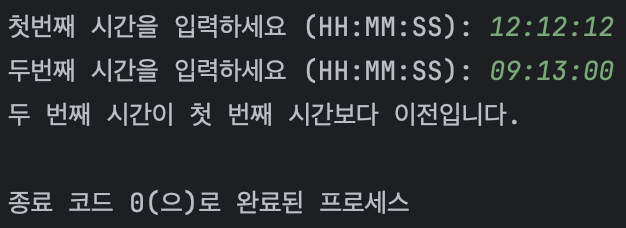 첫번째 시간을 입력하세요 (HH:MM:SS): 12:12:12
두번째 시간을 입력하세요 (HH:MM:SS): 09:13:00
두 번째 시간이 첫 번째 시간보다 이전입니다.
종료 코드 0(으)로 완료된 프로세스